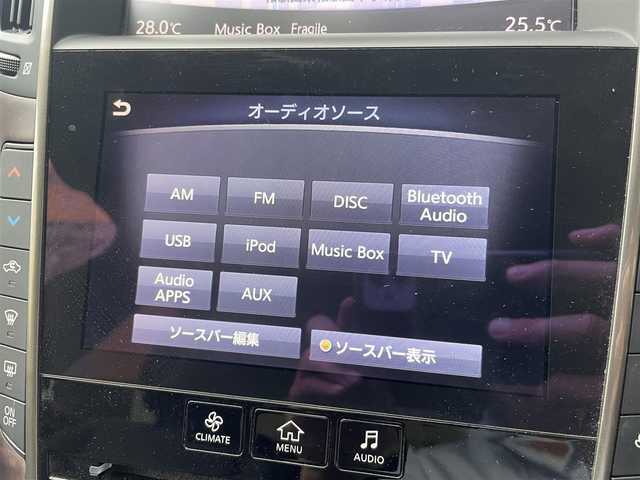 28.0℃ Music Box Fragile 25.5℃
オーディオソース
AM FM DISC Bluetooth Audio
USB iPod Music Box TV
Audio APPS AUX
ソースバー編集 ソースバー表示
ON OFF
CLIMATE MENU AUDIO